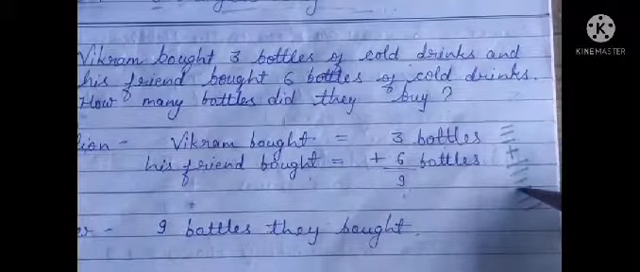 Vikram bought 3 bottles of cold drinks and
his friend bought 6 bottles of cold drinks.
How many bottles did they buy?
Vikram bought = 3 bottles
his friend bought = + 6 bottles
9
9 bottles they bought.
KINEMASTER